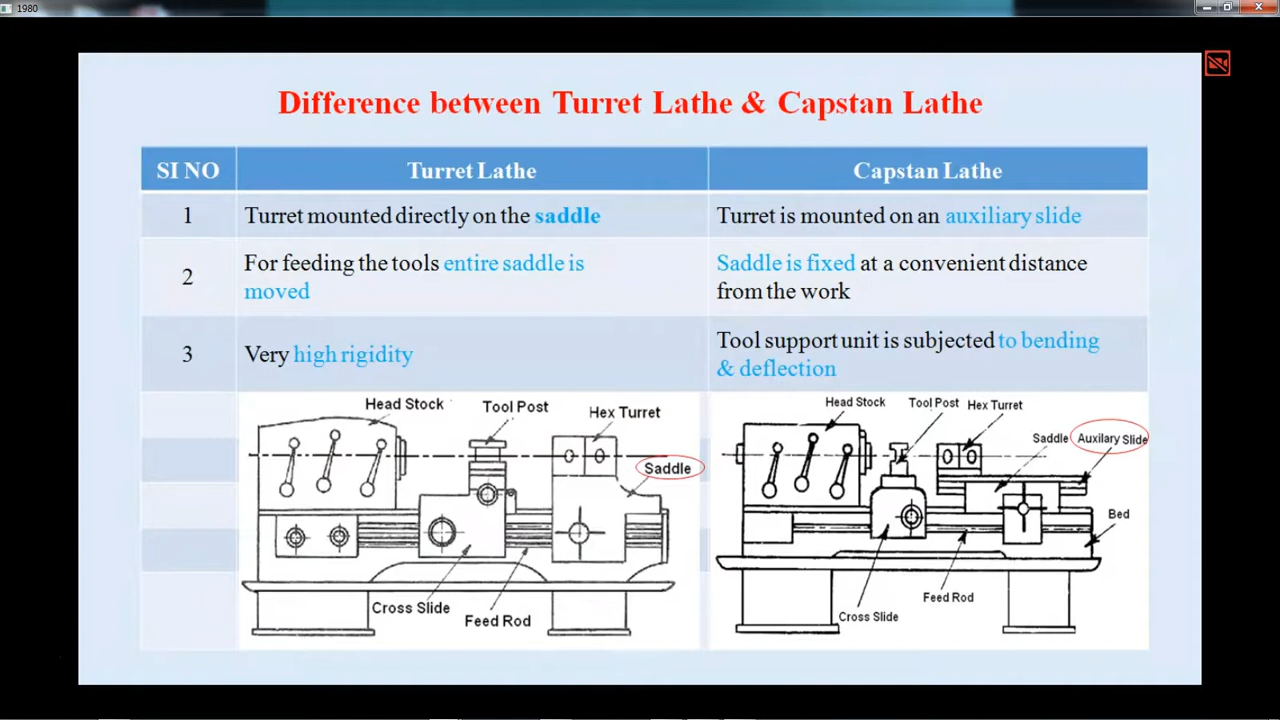 1980
Difference between Turret Lathe & Capstan Lathe
SI NO Turret Lathe Capstan Lathe
1 Turret mounted directly on the saddle Turret is mounted on an auxiliary slide
2 For feeding the tools entire saddle is moved Saddle is fixed at a convenient distance from the work
3 Very high rigidity Tool support unit is subjected to bending & deflection
Head Stock
Tool Post
Hex Turret
Saddle
Cross Slide
Feed Rod
Head Stock
Tool Post
Hex Turret
Saddle
Auxilary Slide
Bed
Feed Rod
Cross Slide